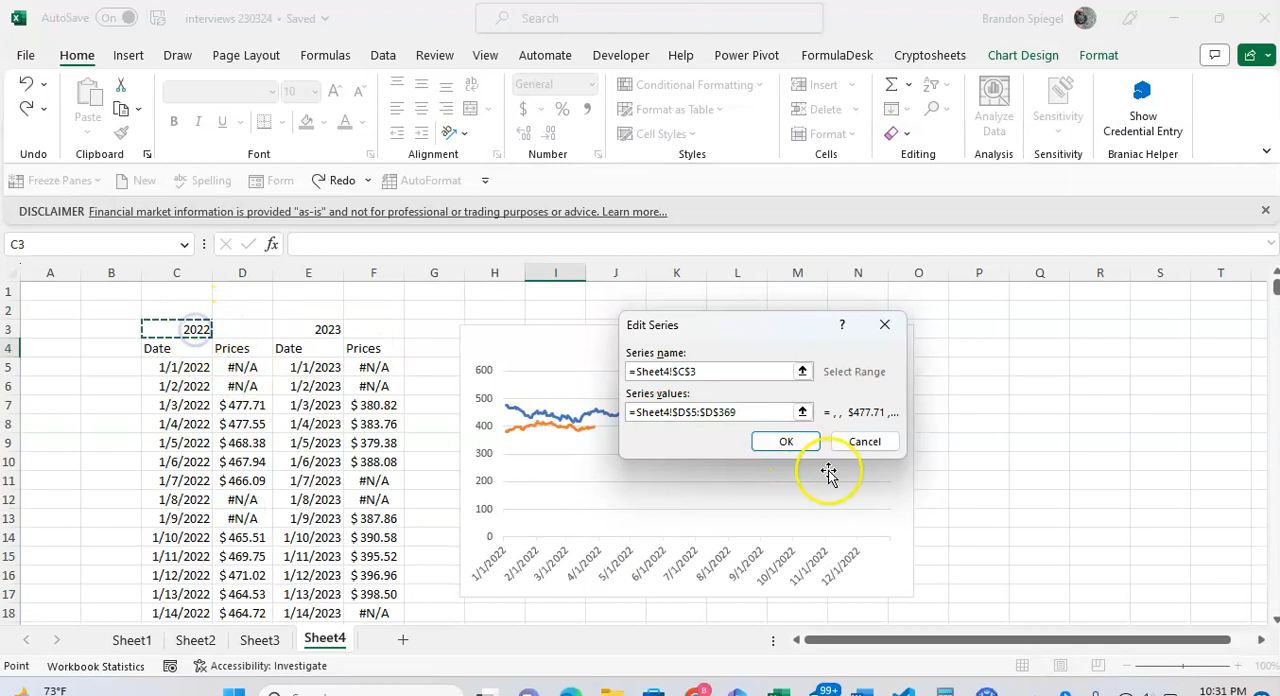 AutoSave On interviews 230324 • Saved Search Brandon Spiegel
File Home Insert Draw Page Layout Formulas Data Review View Automate Developer Help Power Pivot FormulaDesk Cryptosheets Chart Design Format
Paste
10
B I U
ab
General
$ % 9
Conditional Formatting
Format as Table
Cell Styles
Insert
Delete
Format
Analyze
Data
Sensitivity
Show
Credential Entry
Undo Clipboard Font Alignment Number Styles Cells Editing Analysis Sensitivity Braniac Helper
Freeze Panes New Spelling Form Redo AutoFormat
DISCLAIMER Financial market information is provided "as-is" and not for professional or trading purposes or advice. Learn more...
C3 fx
A B C D E F G H I J K L M N O P Q R S T
1
2
3 2022 2023
4 Date Prices Date Prices
5 1/1/2022 #N/A 1/1/2023 #N/A
6 1/2/2022 #N/A 1/2/2023 #N/A
7 1/3/2022 $ 477.71 1/3/2023 $ 380.82
8 1/4/2022 $ 477.55 1/4/2023 $ 383.76
9 1/5/2022 $ 468.38 1/5/2023 $ 379.38
10 1/6/2022 $ 467.94 1/6/2023 $ 388.08
11 1/7/2022 $ 466.09 1/7/2023 #N/A
12 1/8/2022 #N/A 1/8/2023 #N/A
13 1/9/2022 #N/A 1/9/2023 $ 387.86
14 1/10/2022 $ 465.51 1/10/2023 $ 390.58
15 1/11/2022 $ 469.75 1/11/2023 $ 395.52
16 1/12/2022 $ 471.02 1/12/2023 $ 396.96
17 1/13/2022 $ 464.53 1/13/2023 $ 398.50
18 1/14/2022 $ 464.72 1/14/2023 #N/A
600
500
400
300
200
100
0
1/1/2022 2/1/2022 3/1/2022 4/1/2022 5/1/2022 6/1/2022 7/1/2022 8/1/2022 9/1/2022 10/1/2022 11/1/2022 12/1/2022
Edit Series ?
Series name:
=Sheet4!$C$3 Select Range
Series values:
=Sheet4!$D$5:$D$369 = , , $477.71 ,...
OK Cancel
Sheet1 Sheet2 Sheet3 Sheet4
Point Workbook Statistics Accessibility: Investigate 100%
73°F 8 99+ 10:31 PM